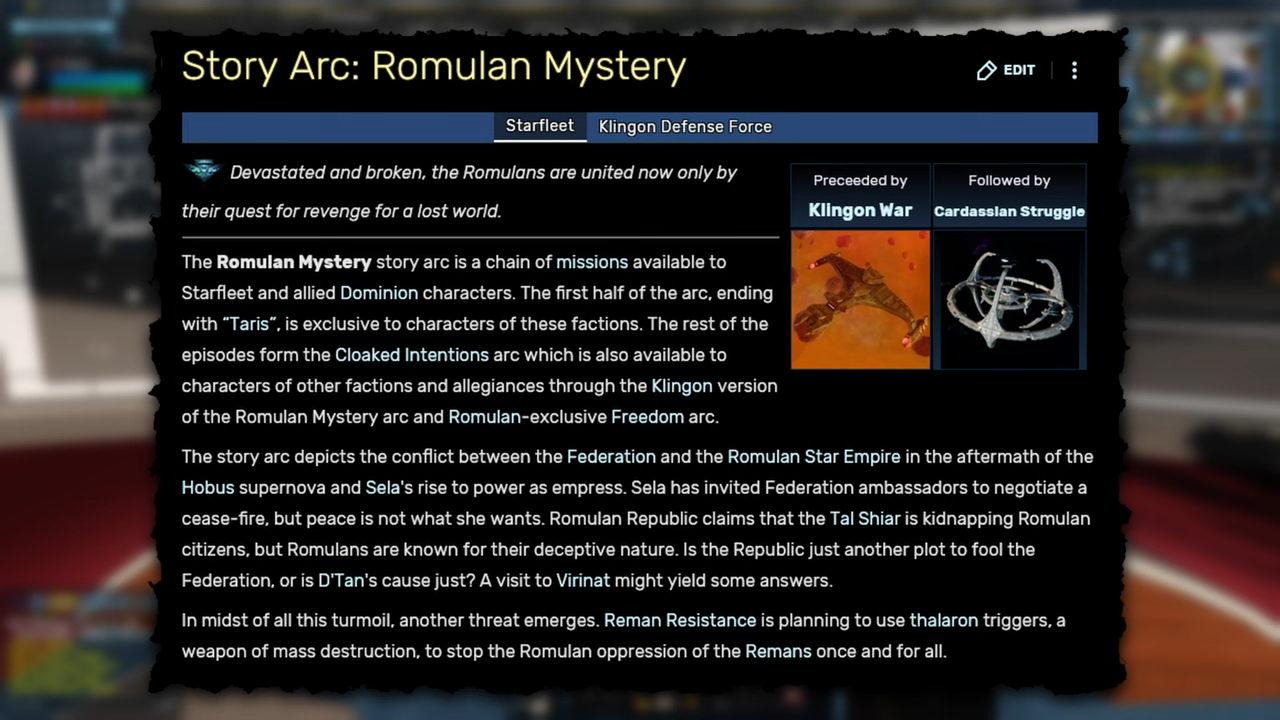 Story Arc: Romulan Mystery
EDIT
Starfleet
Klingon Defense Force
Devastated and broken, the Romulans are united now only by
their quest for revenge for a lost world.
Preceeded by
Klingon War
Followed by
Cardassian Struggle
The Romulan Mystery story arc is a chain of missions available to
Starfleet and allied Dominion characters. The first half of the arc, ending
with “Taris”, is exclusive to characters of these factions. The rest of the
episodes form the Cloaked Intentions arc which is also available to
characters of other factions and allegiances through the Klingon version
of the Romulan Mystery arc and Romulan-exclusive Freedom arc.
The story arc depicts the conflict between the Federation and the Romulan Star Empire in the aftermath of the
Hobus supernova and Sela's rise to power as empress. Sela has invited Federation ambassadors to negotiate a
cease-fire, but peace is not what she wants. Romulan Republic claims that the Tal Shiar is kidnapping Romulan
citizens, but Romulans are known for their deceptive nature. Is the Republic just another plot to fool the
Federation, or is D'Tan's cause just? A visit to Virinat might yield some answers.
In midst of all this turmoil, another threat emerges. Reman Resistance is planning to use thalaron triggers, a
weapon of mass destruction, to stop the Romulan oppression of the Remans once and for all.